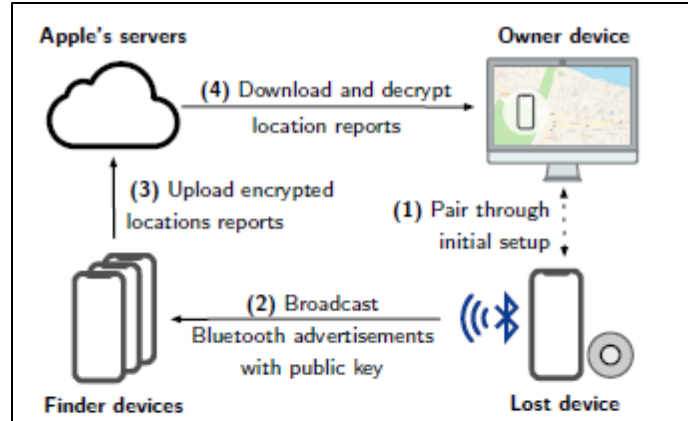 Apple's servers
Owner device
(4) Download and decrypt
location reports
(3) Upload encrypted
locations reports
(1) Pair through
initial setup
(2) Broadcast
Bluetooth advertisements
with public key
Finder devices
Lost device